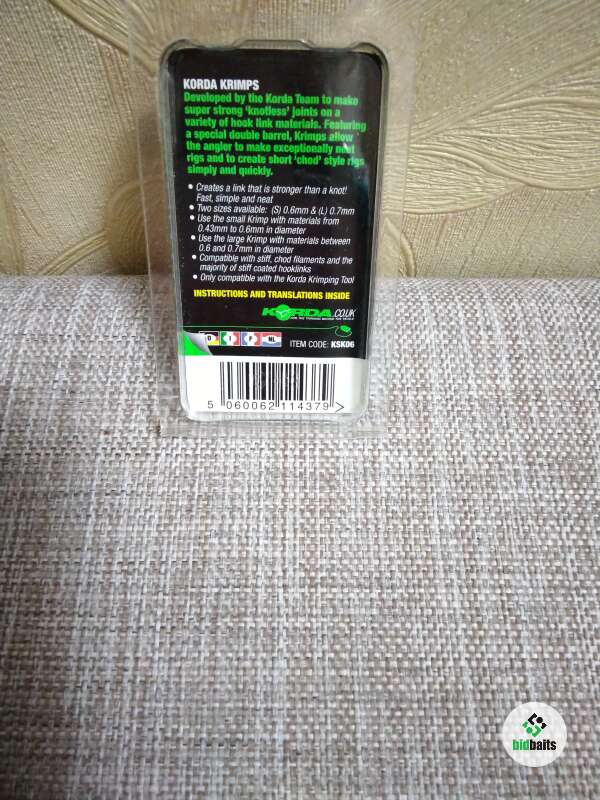 KORDA KRIMPS
Developed by the Korda Team to make
super strong 'knotless' joints on a
variety of hook link materials. Featuring
a special double barrel, Krimps allow
the angler to make exceptionally neat
rigs and to create short 'chod' style rigs
simply and quickly.
• Creates a link that is stronger than a knot!
Fast, simple and neat
• Two sizes available: (S) 0.6mm & (L) 0.7mm
• Use the small Krimp with materials from
0.43mm to 0.6mm in diameter
• Use the large Krimp with materials between
0.6 and 0.7mm in diameter
• Compatible with stiff, chod filaments and the
majority of stiff coated hooklinks
• Only compatible with the Korda Krimping Tool
INSTRUCTIONS AND TRANSLATIONS INSIDE
KORDA.CO.UK
D I F NL ITEM CODE: KSK06
5 060062 114379 >
bidbaits